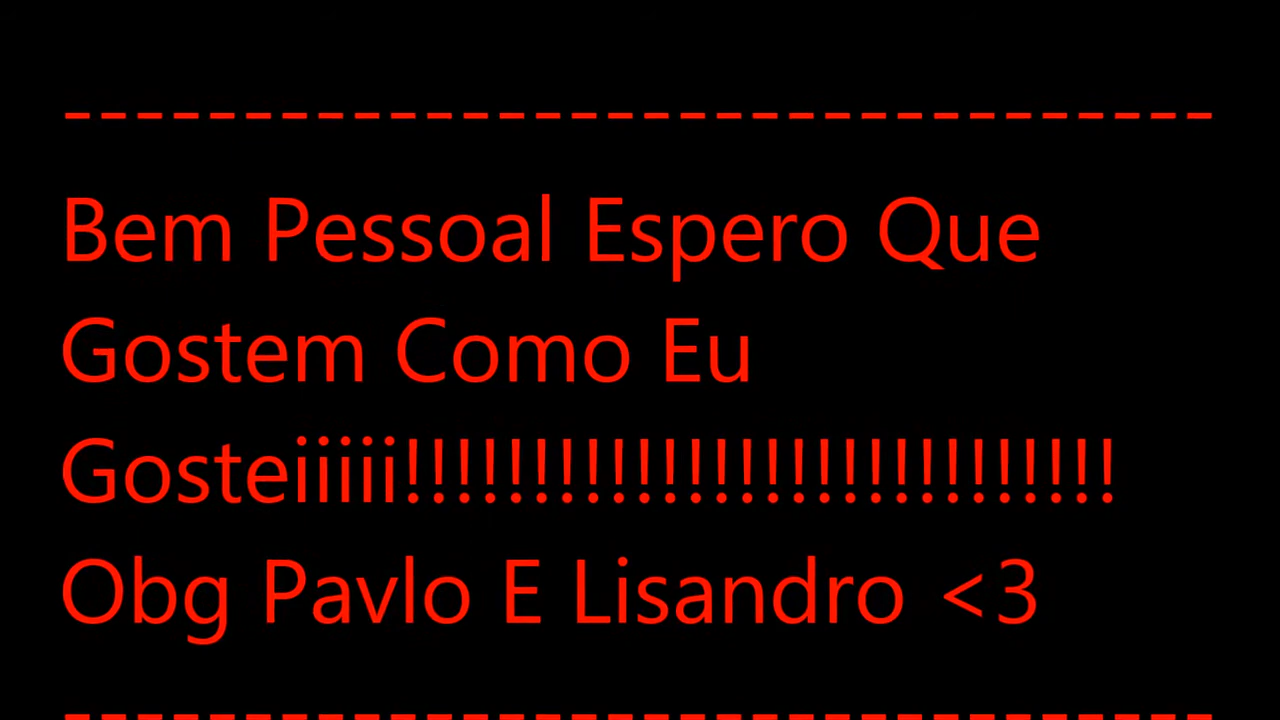 --------------------------------
Bem Pessoal Espero Que
Gostem Como Eu
Gosteiiiii!!!!!!!!!!!!!!!!!!!!!!!!!!!!
Obg Pavlo E Lisandro <3
--------------------------------